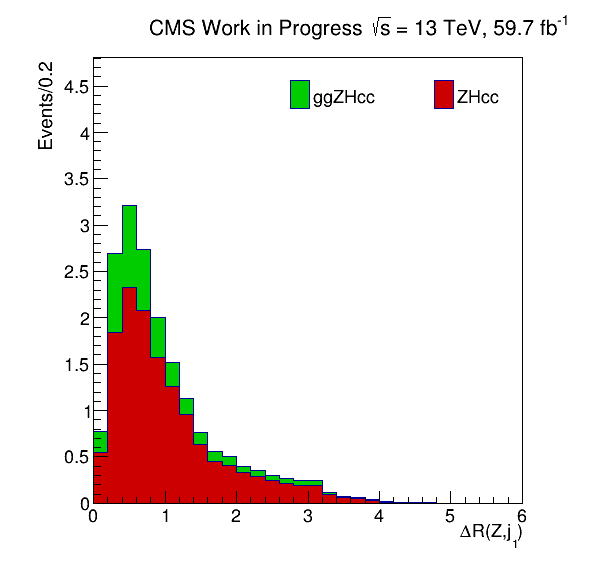 CMS Work in Progress √s = 13 TeV, 59.7 fb⁻¹
Events/0.2
ggZHcc ZHcc
4.5
4
3.5
3
2.5
2
1.5
1
0.5
0
0 1 2 3 4 5 6
ΔR(Z,j₁)